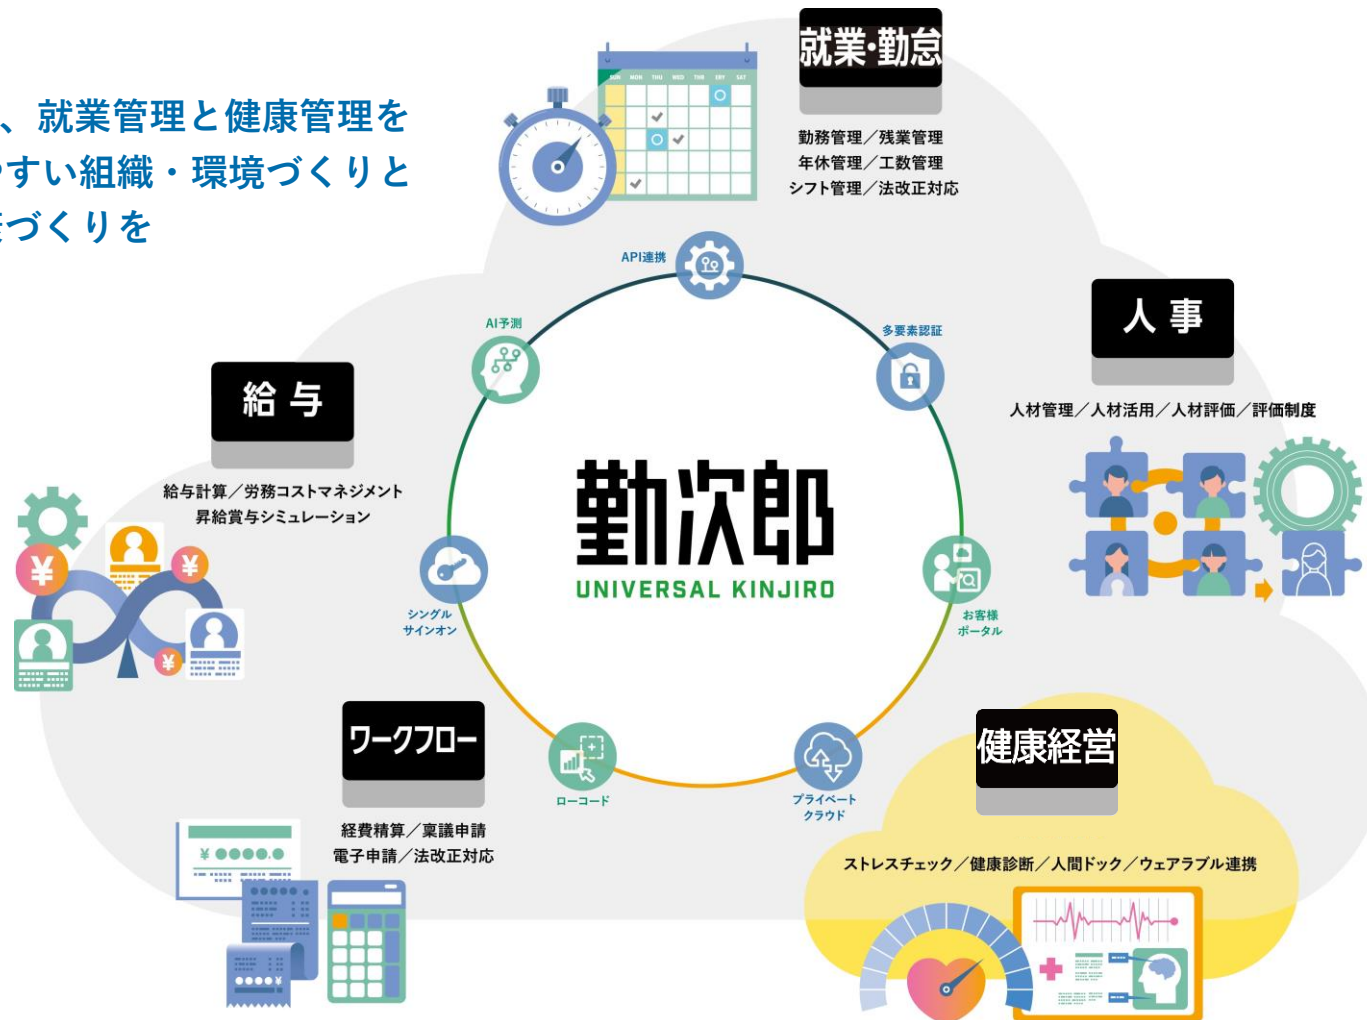 、就業管理と健康管理を
やすい組織・環境づくりと
づくりを
就業・勤怠
勤務管理／残業管理
年休管理／工数管理
シフト管理／法改正対応
SUN MON THU WED THR ERY SAT
API連携
AI予測
多要素認証
人事
人材管理／人材活用／人材評価／評価制度
給与
給与計算／労務コストマネジメント
昇給賞与シミュレーション
勤次郎
UNIVERSAL KINJIRO
シングル
サインオン
お客様
ポータル
ワークフロー
経費精算／稟議申請
電子申請／法改正対応
ローコード
プライベート
クラウド
健康経営
ストレスチェック／健康診断／人間ドック／ウェアラブル連携
¥
¥
¥
¥
¥